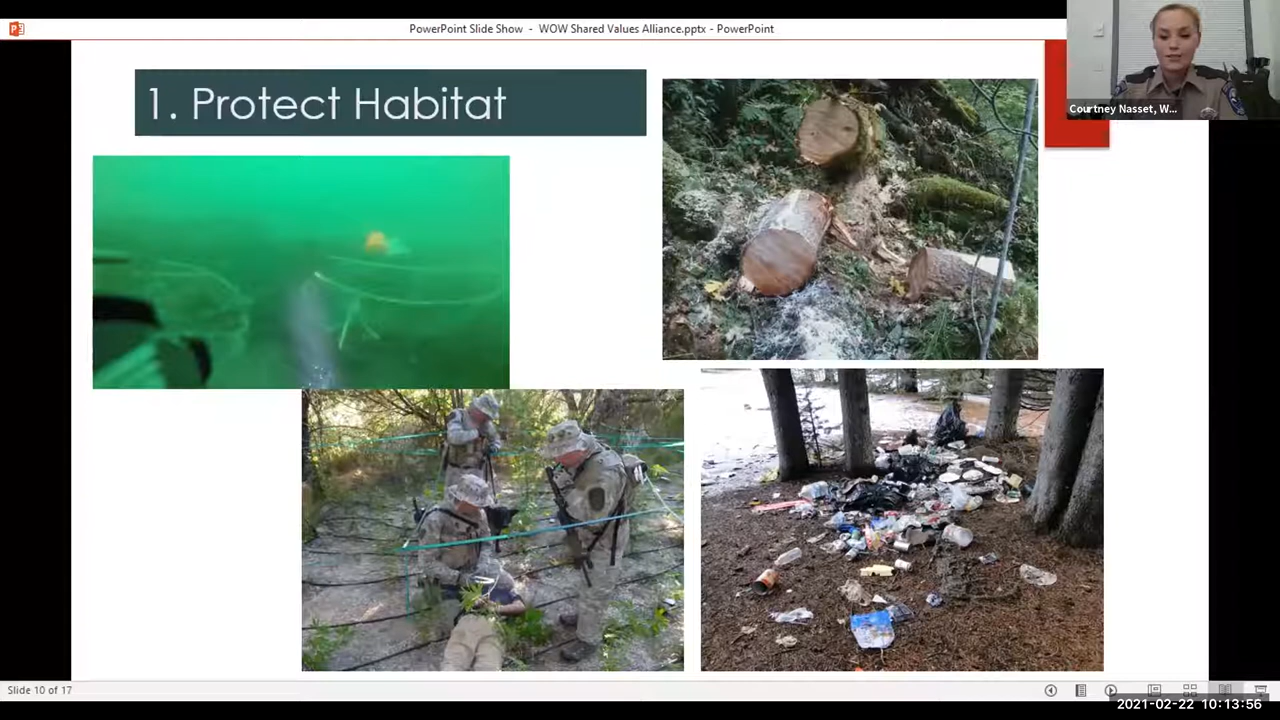 PowerPoint Slide Show - WOW Shared Values Alliance.pptx - PowerPoint
1. Protect Habitat
Courtney Nasset, W...
Slide 10 of 17
2021-02-22 10:13:56